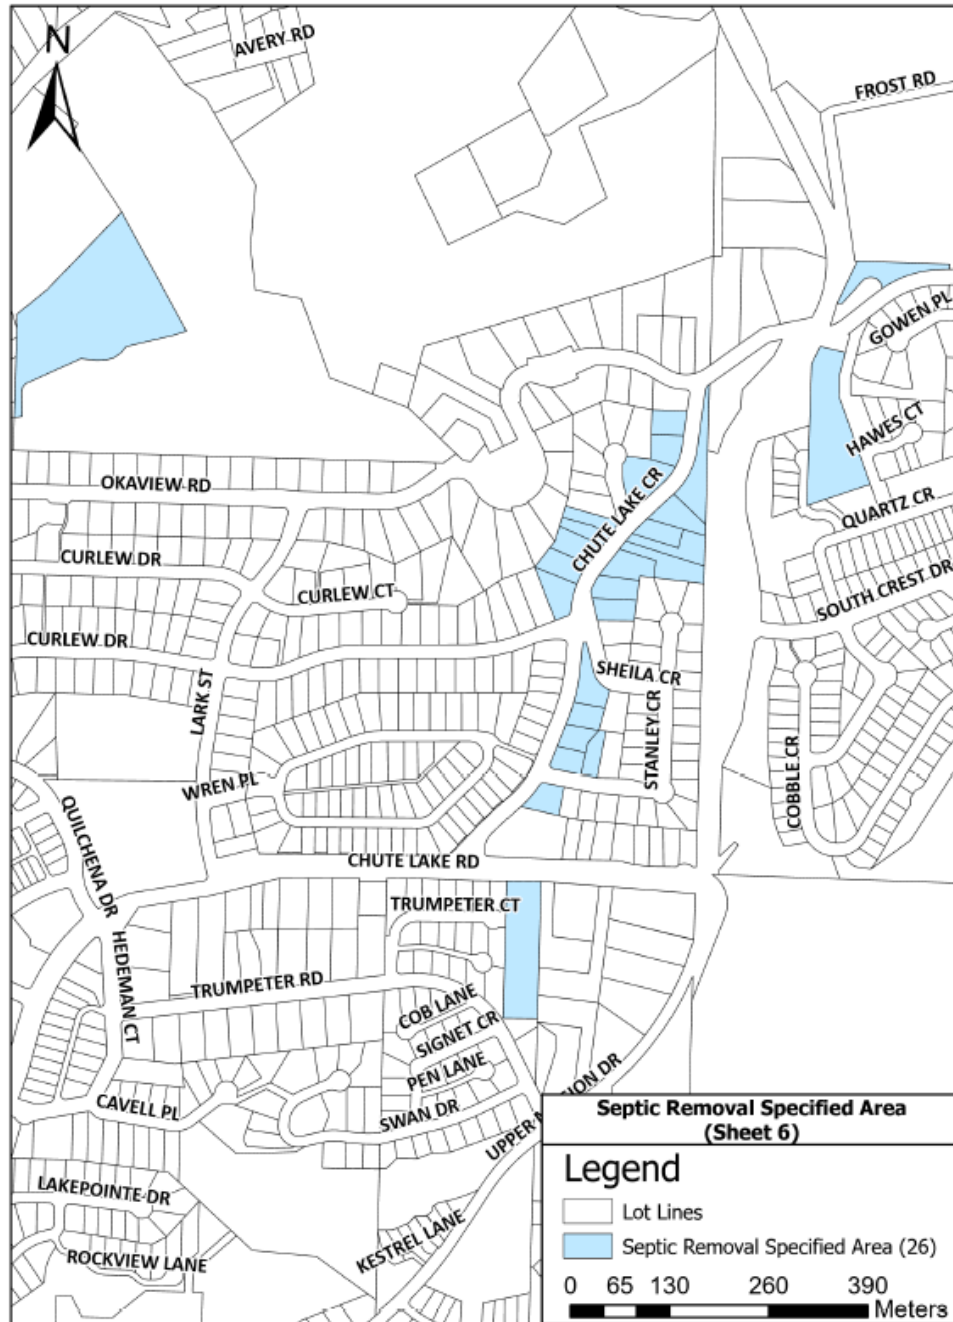 N
AVERY RD
FROST RD
GOWEN PL
HAWES CT
OKAVIEW RD
CHUTE LAKE CR
QUARTZ CR
CURLEW DR
CURLEW CT
SOUTH CREST DR
CURLEW DR
SHEILA CR
LARK ST
STANLEY CR
COBBLE CR
WREN PL
QUILCHENA DR
CHUTE LAKE RD
TRUMPETER CT
HEDEMAN CT
TRUMPETER RD
COB LANE
SIGNET CR
PEN LANE
CAVELL PL
SWAN DR
UPPER
SION DR
LAKEPOINTE DR
KESTREL LANE
ROCKVIEW LANE
Septic Removal Specified Area
(Sheet 6)
Legend
Lot Lines
Septic Removal Specified Area (26)
0 65 130 260 390
Meters